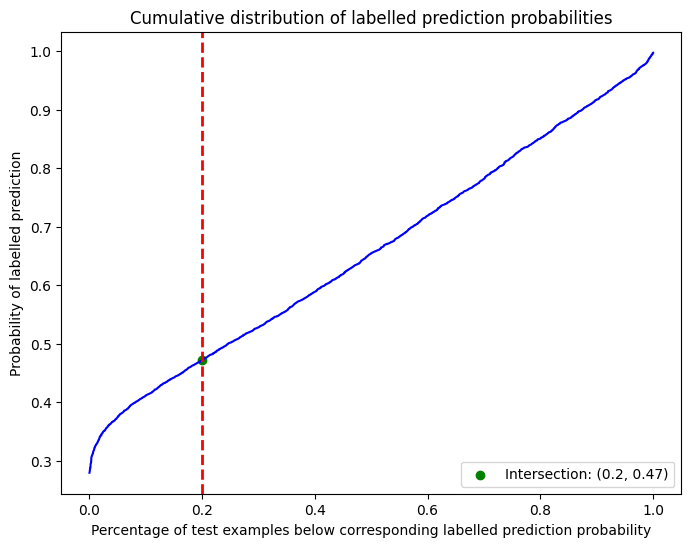 Cumulative distribution of labelled prediction probabilities
Probability of labelled prediction
1.0
0.9
0.8
0.7
0.6
0.5
0.4
0.3
Intersection: (0.2, 0.47)
0.0 0.2 0.4 0.6 0.8 1.0
Percentage of test examples below corresponding labelled prediction probability